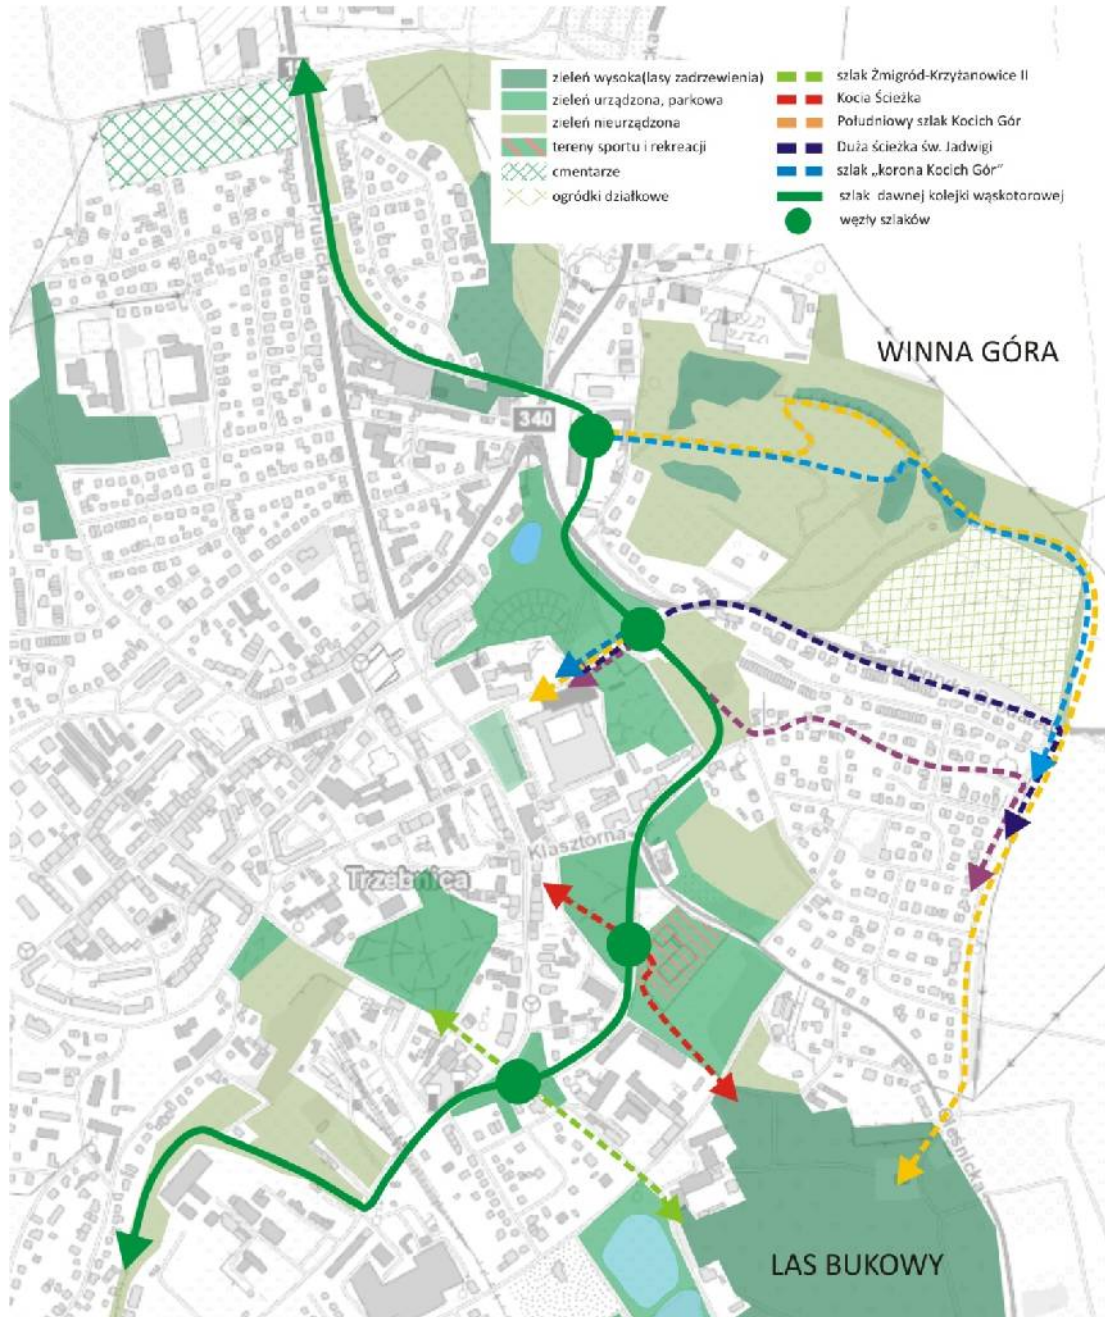 zieleń wysoka(lasy zadrzewienia)
zieleń urządzona, parkowa
zieleń nieurządzona
tereny sportu i rekreacji
cmentarze
ogródki działkowe
szlak Żmigród-Krzyżanowice II
Kocia Ścieżka
Południowy szlak Kocich Gór
Duża ścieżka św. Jadwigi
szlak „korona Kocich Gór"
szlak dawnej kolejki wąskotorowej
węzły szlaków
WINNA GÓRA
340
Klasztorna
Trzebnica
LAS BUKOWY